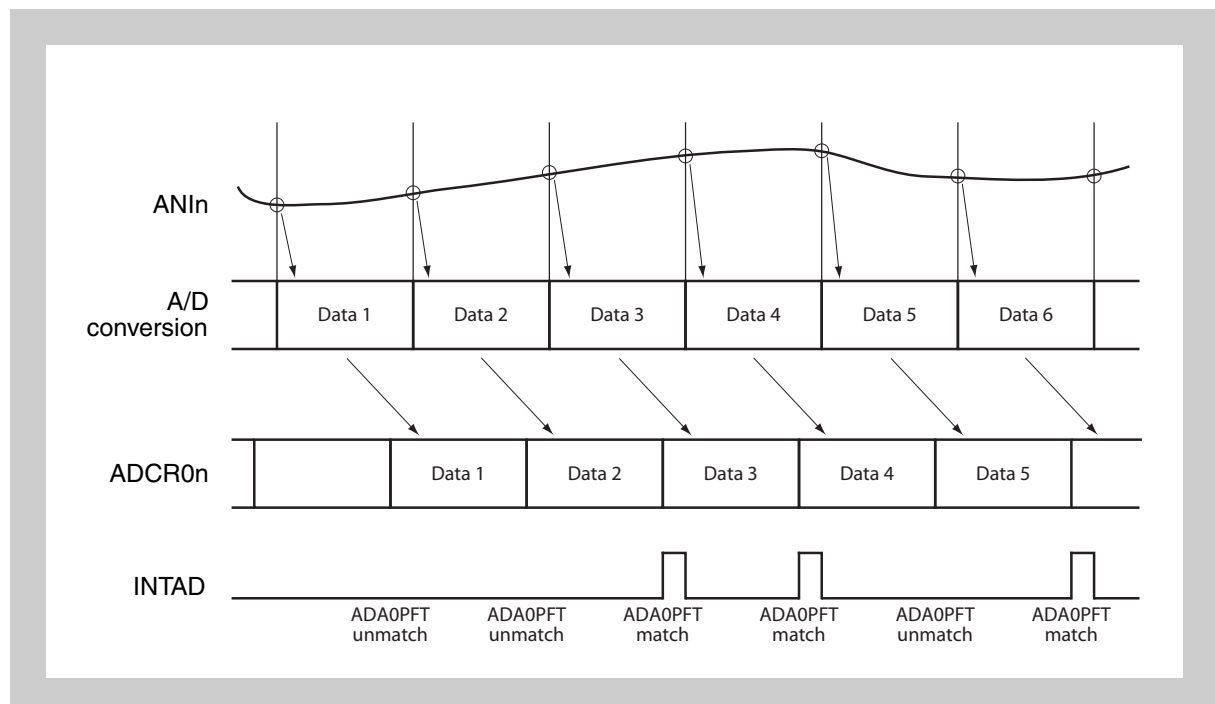 ANIn
A/D
conversion
Data 1 Data 2 Data 3 Data 4 Data 5 Data 6
ADCR0n
Data 1 Data 2 Data 3 Data 4 Data 5
INTAD
ADA0PFT ADA0PFT ADA0PFT ADA0PFT ADA0PFT ADA0PFT
unmatch unmatch match match unmatch match